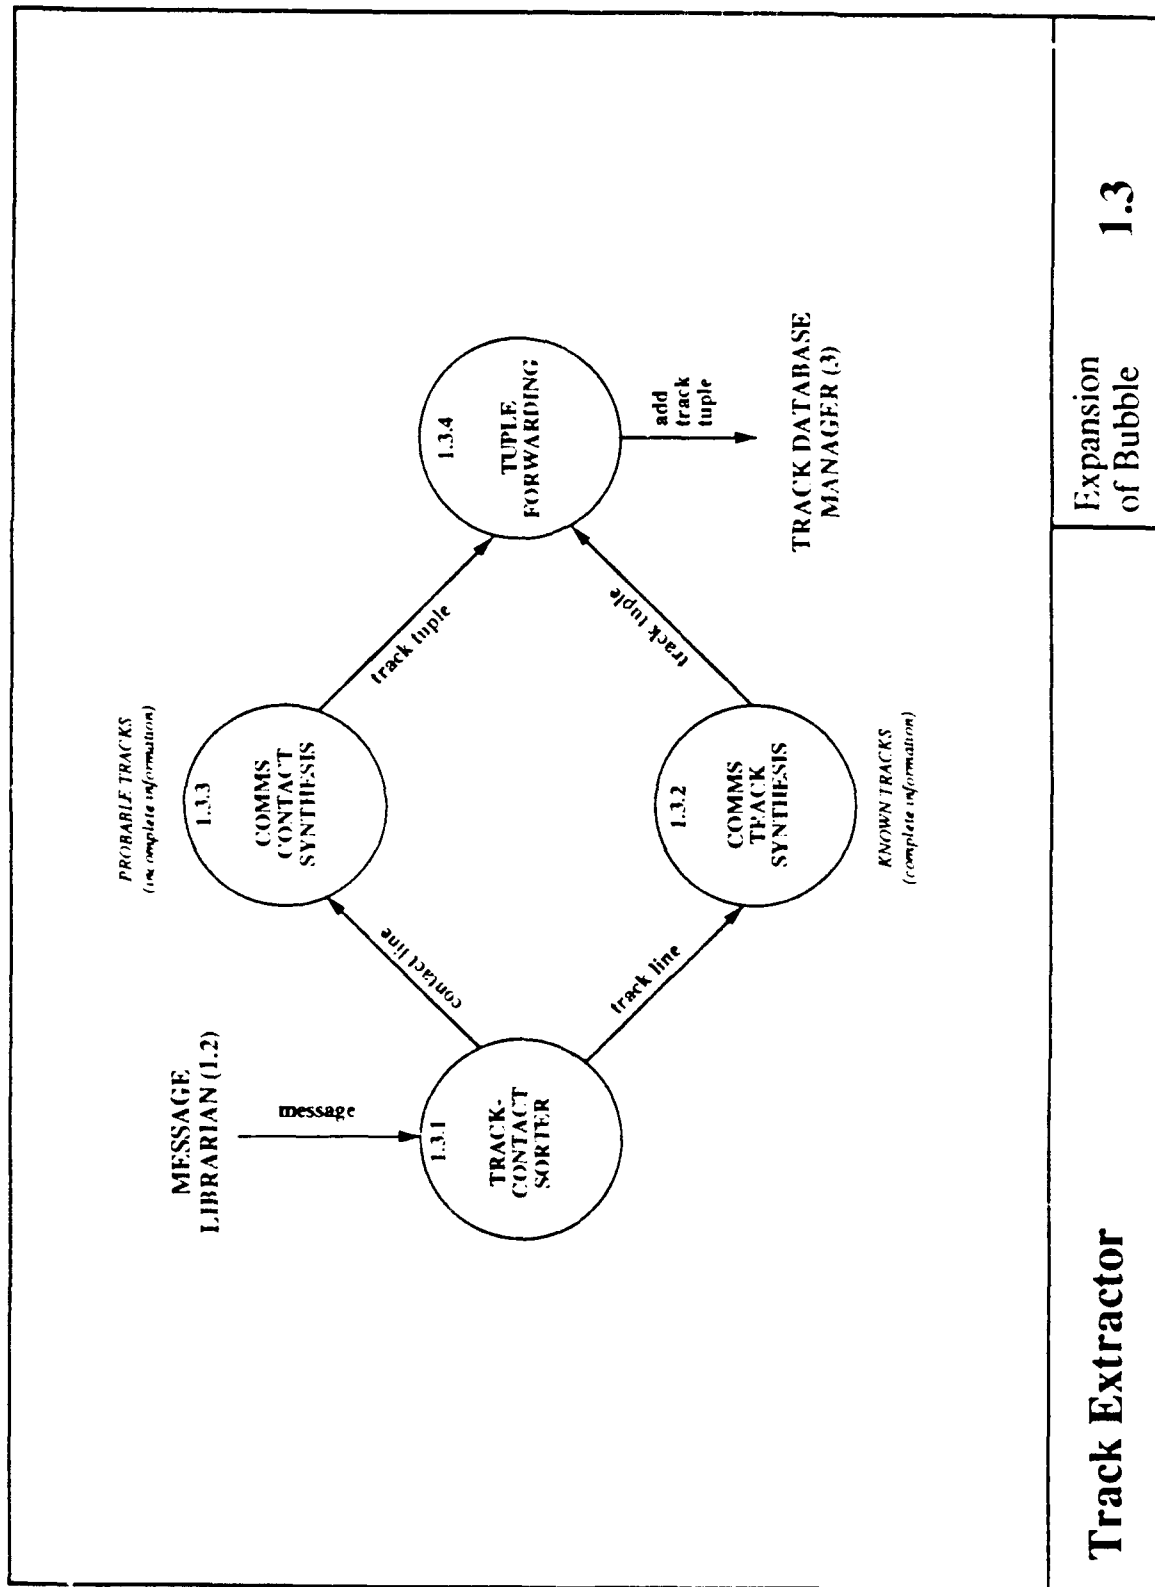 MESSAGE
LIBRARIAN (1.2)
message
1.3.1
TRACK-
CONTACT
SORTER
contact line
track line
PROBABLE TRACKS
(incomplete information)
1.3.3
COMMS
CONTACT
SYNTHESIS
1.3.2
COMMS
TRACK
SYNTHESIS
KNOWN TRACKS
(complete information)
track tuple
track tuple
1.3.4
TUPLE
FORWARDING
add
track
tuple
TRACK DATABASE
MANAGER (3)
Track Extractor
Expansion
of Bubble
1.3